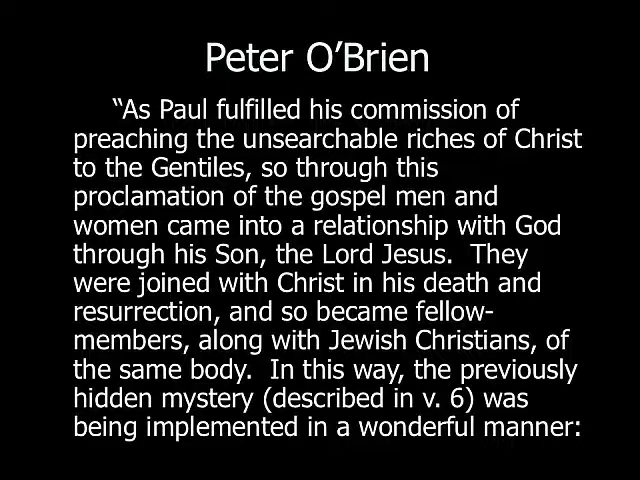 Peter O’Brien
“As Paul fulfilled his commission of
preaching the unsearchable riches of Christ
to the Gentiles, so through this
proclamation of the gospel men and
women came into a relationship with God
through his Son, the Lord Jesus.  They
were joined with Christ in his death and
resurrection, and so became fellow-
members, along with Jewish Christians, of
the same body.  In this way, the previously
hidden mystery (described in v. 6) was
being implemented in a wonderful manner: